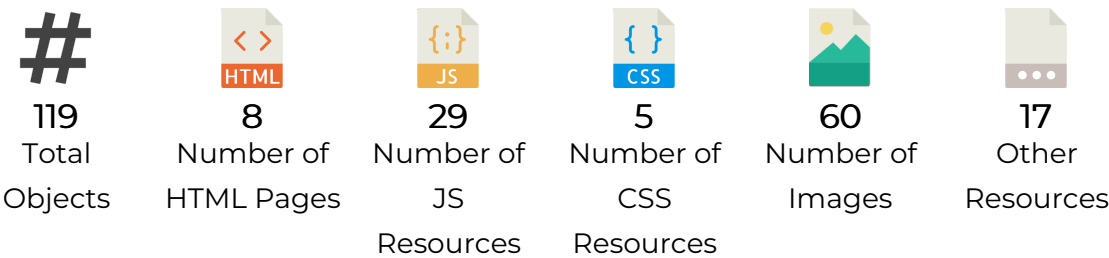 #
< >
HTML
{;}
JS
{ }
CSS
119
Total
Objects
8
Number of
HTML Pages
29
Number of
JS
Resources
5
Number of
CSS
Resources
60
Number of
Images
17
Other
Resources